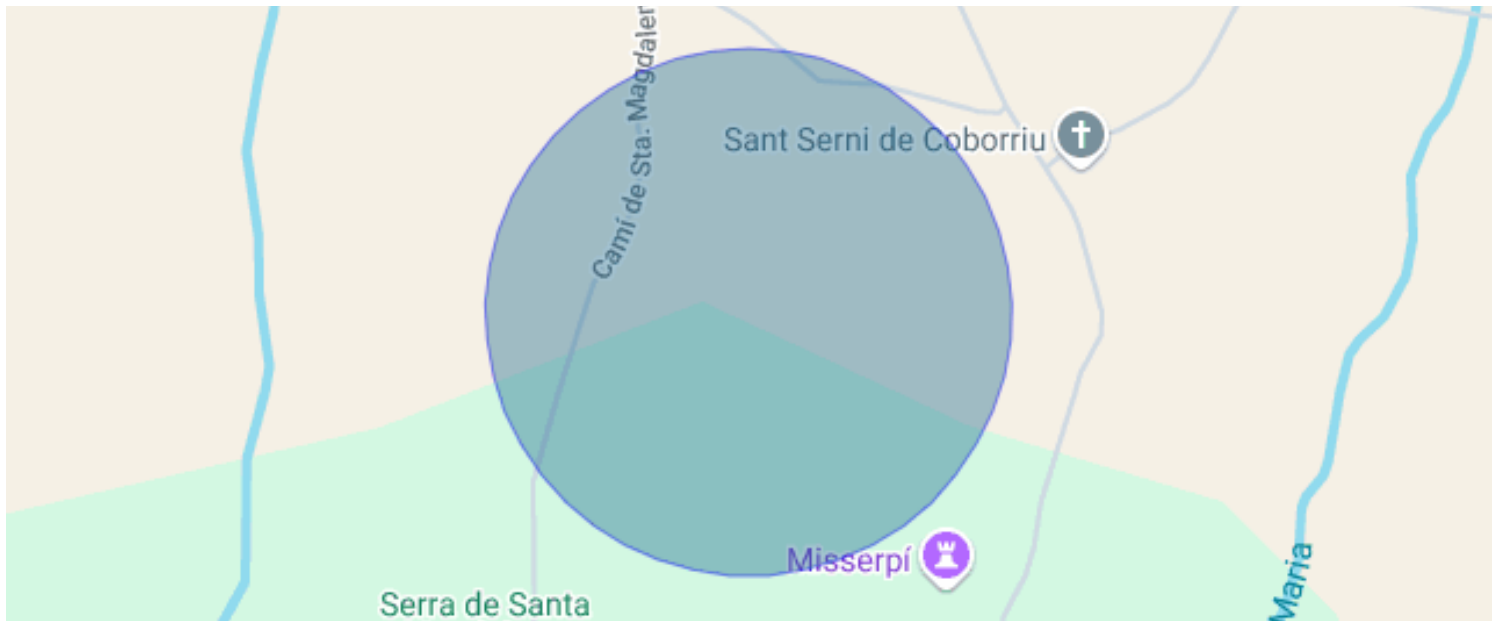 Camí de Sta. Magdalen
Sant Serni de Coborriu
Misserpí
Serra de Santa
Maria